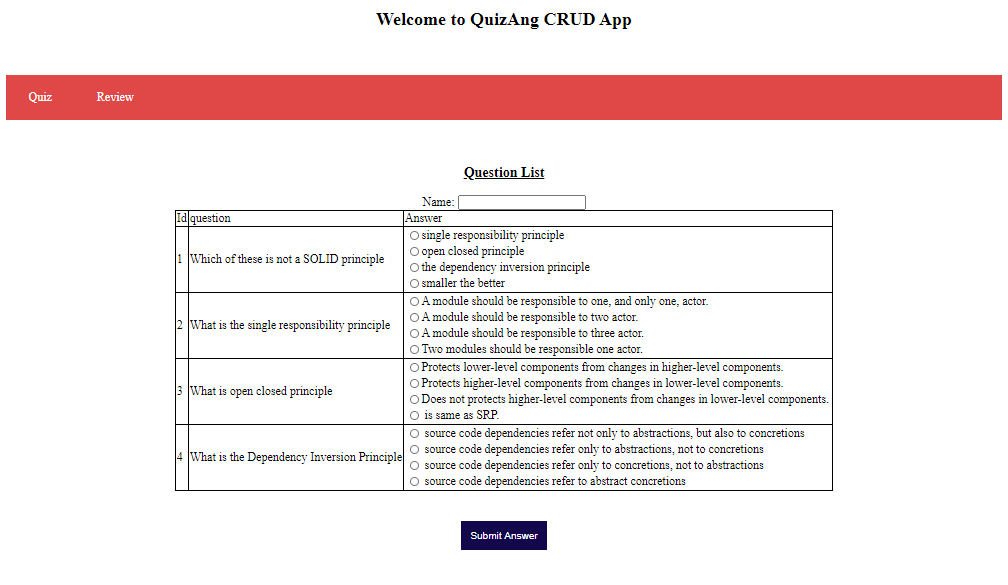 Welcome to QuizAng CRUD App
Quiz Review
Question List
Name:
Id question Answer
1 Which of these is not a SOLID principle
single responsibility principle
open closed principle
the dependency inversion principle
smaller the better
2 What is the single responsibility principle
A module should be responsible to one, and only one, actor.
A module should be responsible to two actor.
A module should be responsible to three actor.
Two modules should be responsible one actor.
3 What is open closed principle
Protects lower-level components from changes in higher-level components.
Protects higher-level components from changes in lower-level components.
Does not protects higher-level components from changes in lower-level components.
is same as SRP.
4 What is the Dependency Inversion Principle
source code dependencies refer not only to abstractions, but also to concretions
source code dependencies refer only to abstractions, not to concretions
source code dependencies refer only to concretions, not to abstractions
source code dependencies refer to abstract concretions
Submit Answer